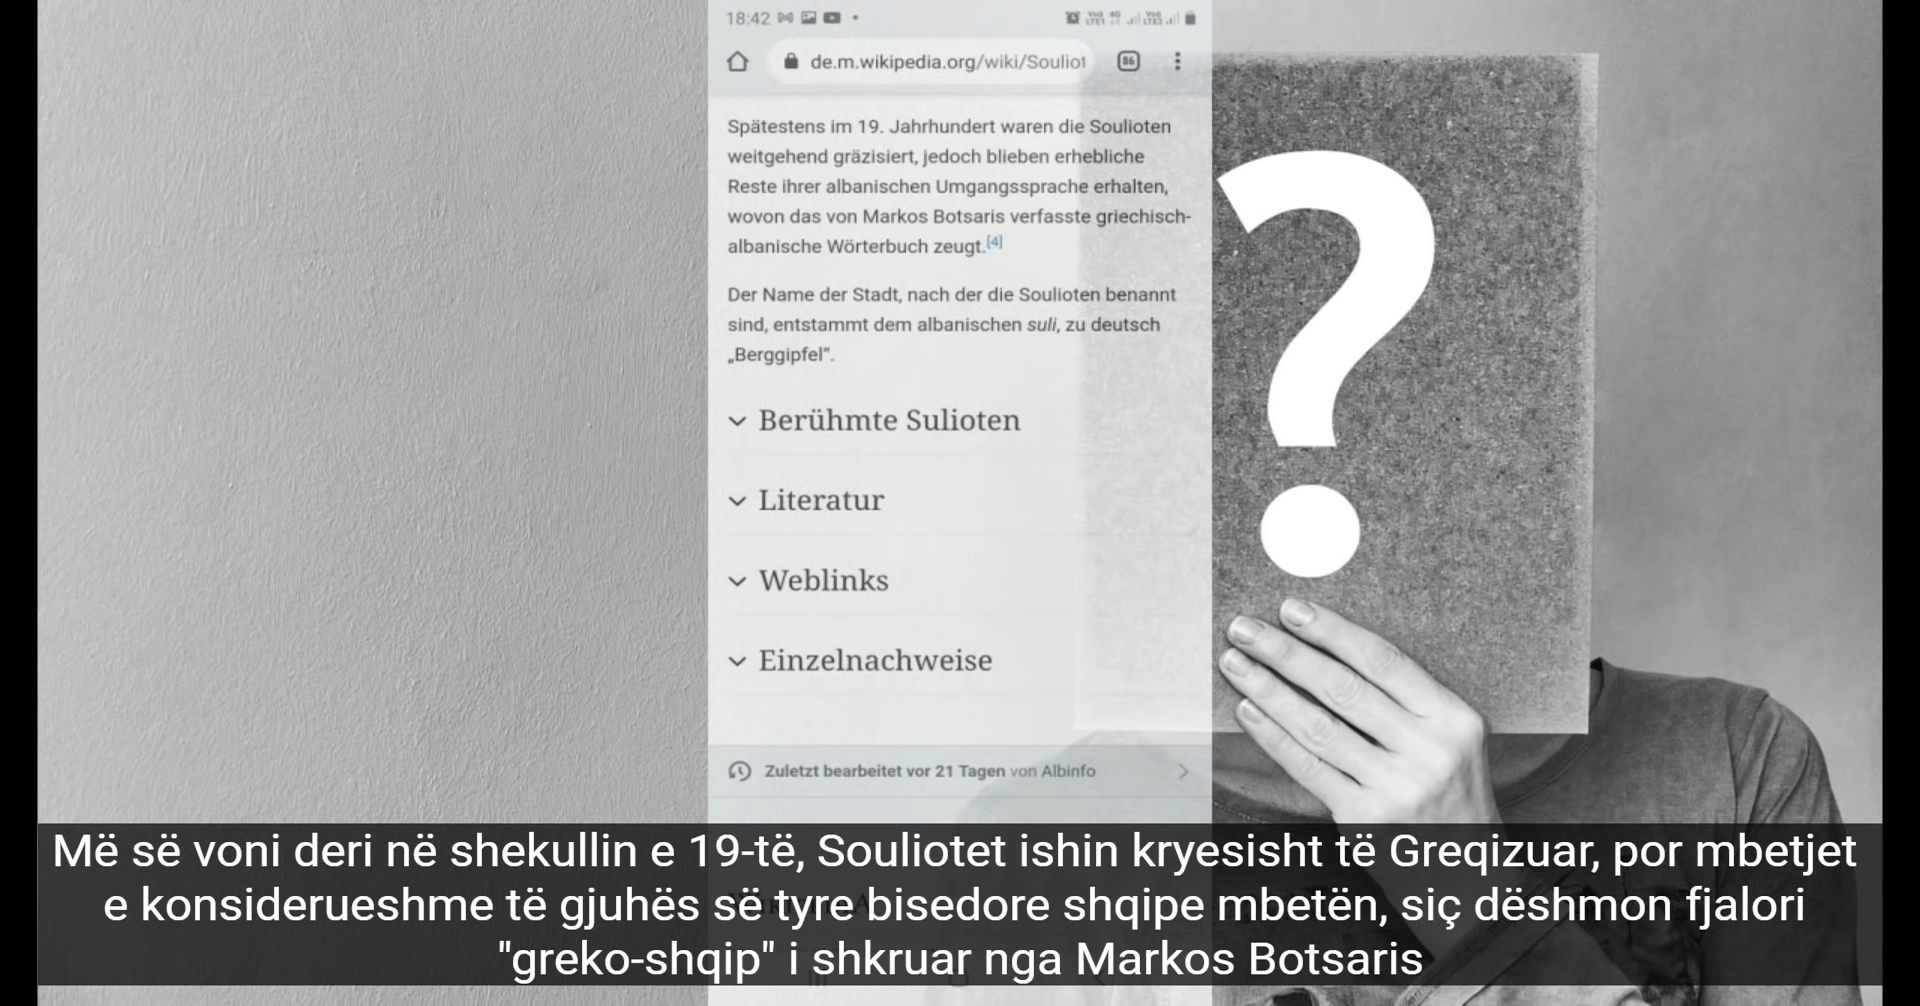 18:42
de.m.wikipedia.org/wiki/Souliot
86
Spätestens im 19. Jahrhundert waren die Soulioten
weitgehend gräzisiert, jedoch blieben erhebliche
Reste ihrer albanischen Umgangssprache erhalten,
wovon das von Markos Botsaris verfasste griechisch-
albanische Wörterbuch zeugt.[4]
Der Name der Stadt, nach der die Soulioten benannt
sind, entstammt dem albanischen suli, zu deutsch
„Berggipfel“.
Berühmte Sulioten
Literatur
Weblinks
Einzelnachweise
Zuletzt bearbeitet vor 21 Tagen von Albinfo
?
Më së voni deri në shekullin e 19-të, Souliotet ishin kryesisht të Greqizuar, por mbetjet
e konsiderueshme të gjuhës së tyre bisedore shqipe mbetën, siç dëshmon fjalori
"greko-shqip" i shkruar nga Markos Botsaris